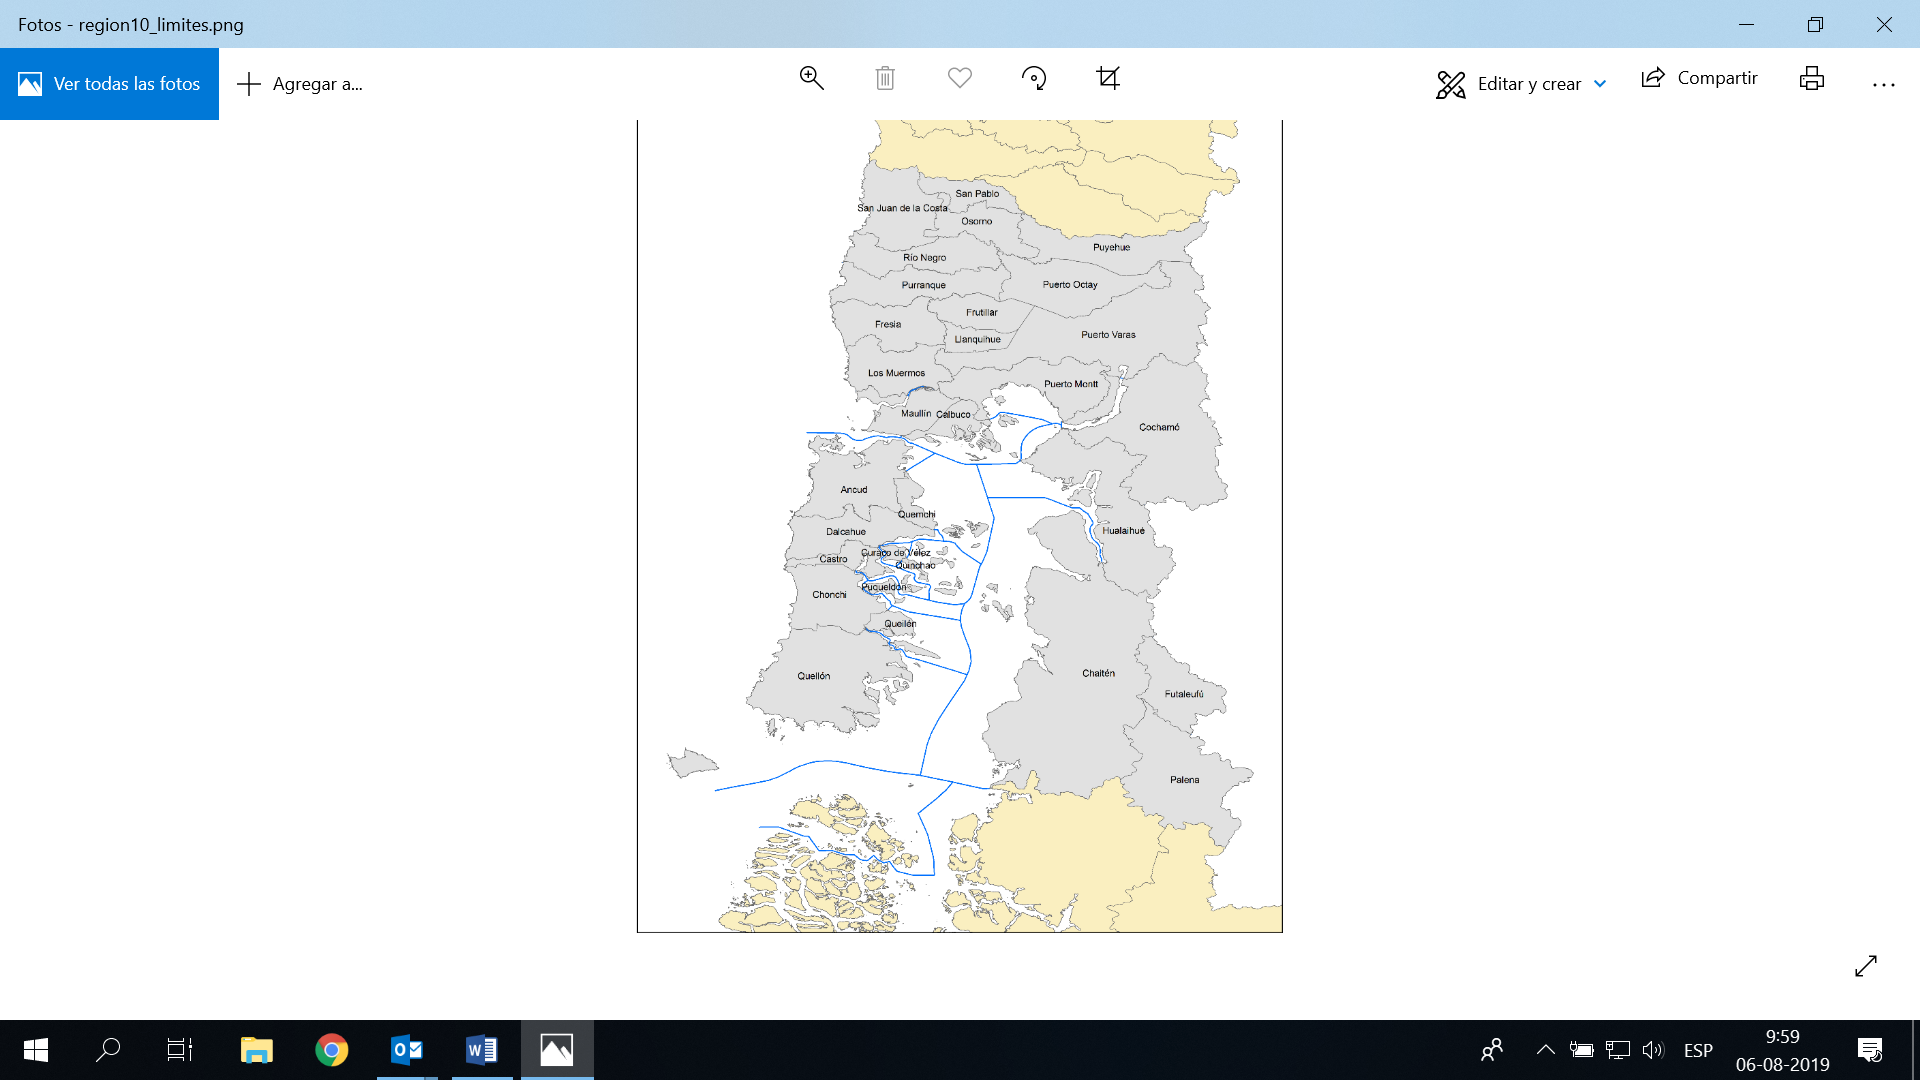 Fotos - region10_limites.png
Ver todas las fotos
Agregar a...
Editar y crear
Compartir
San Pablo
San Juan de la Costa
Osorno
Puyehue
Río Negro
Purranque
Puerto Octay
Frutillar
Fresia
Puerto Varas
Llanquihue
Los Muermos
Puerto Montt
Maullín
Calbuco
Cochamó
Ancud
Quemchi
Hualaihué
Dalcahue
Curaco de Vélez
Castro
Quinchao
Puqueldón
Chonchi
Queilén
Chaitén
Quellón
Futaleufú
Palena
ESP
9:59
06-08-2019